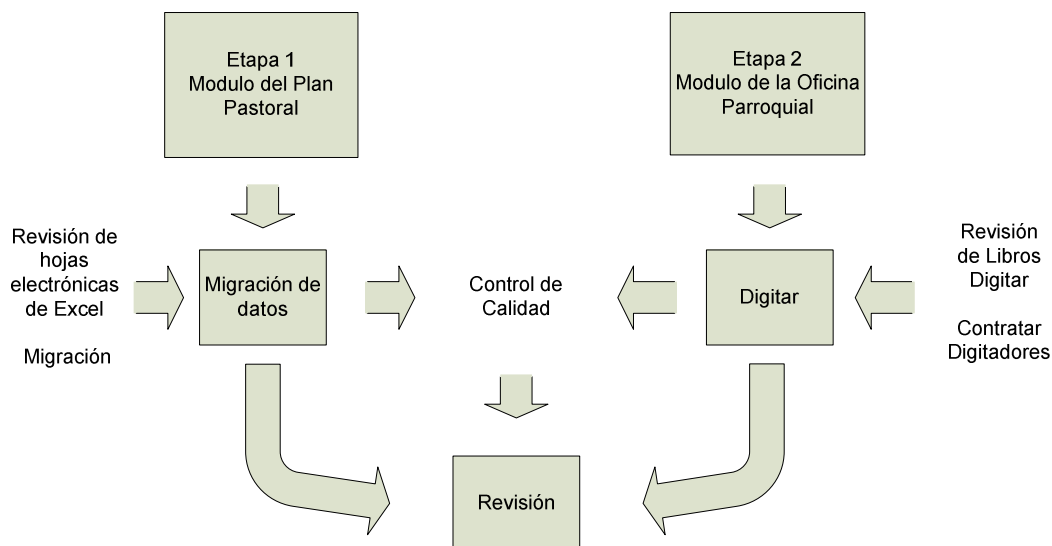 Etapa 1
Modulo del Plan
Pastoral
Etapa 2
Modulo de la Oficina
Parroquial
Revisión de
hojas
electrónicas
de Excel
Migración
Migración de
datos
Control de
Calidad
Digitar
Revisión
de Libros
Digitar
Contratar
Digitadores
Revisión